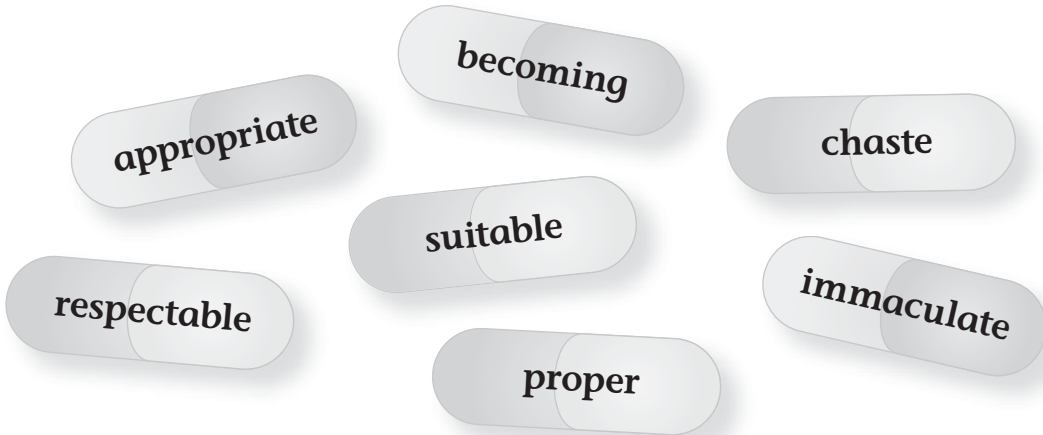 becoming
appropriate
chaste
suitable
respectable
immaculate
proper